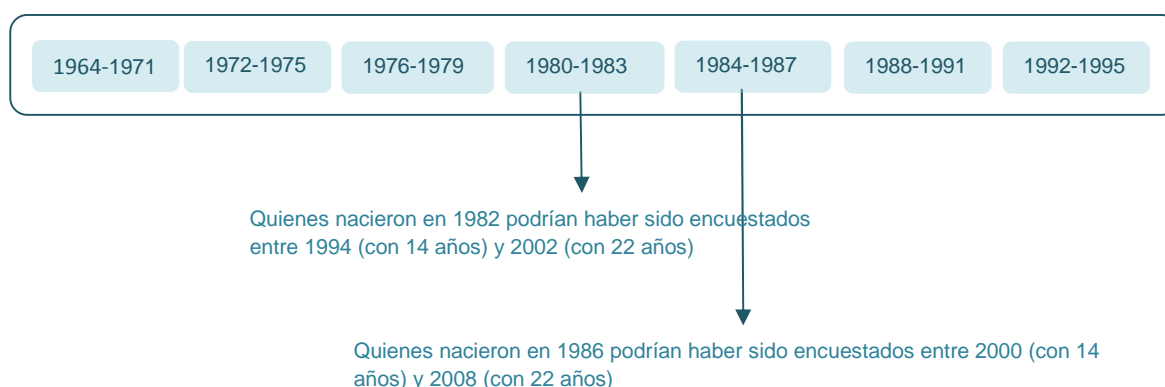 1964-1971 1972-1975 1976-1979 1980-1983 1984-1987 1988-1991 1992-1995
Quienes nacieron en 1982 podrían haber sido encuestados
entre 1994 (con 14 años) y 2002 (con 22 años)
Quienes nacieron en 1986 podrían haber sido encuestados entre 2000 (con 14
años) y 2008 (con 22 años)